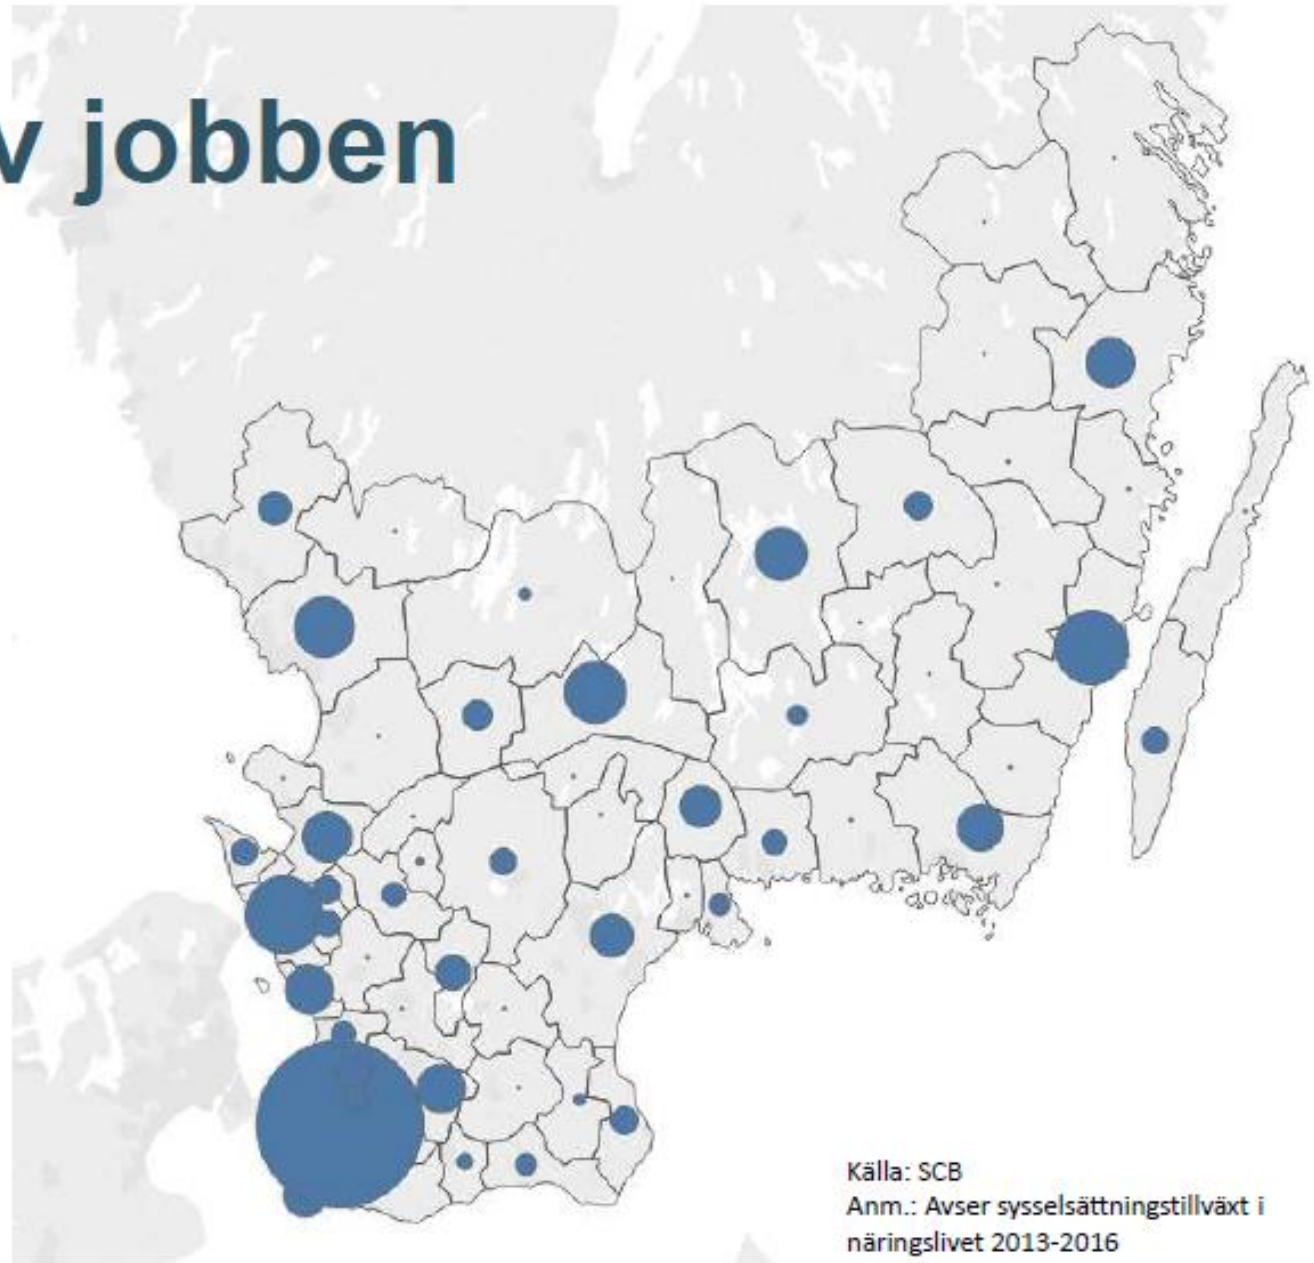 v jobben
Källa: SCB
Anm.: Avser sysselsättningstillväxt i
näringslivet 2013-2016